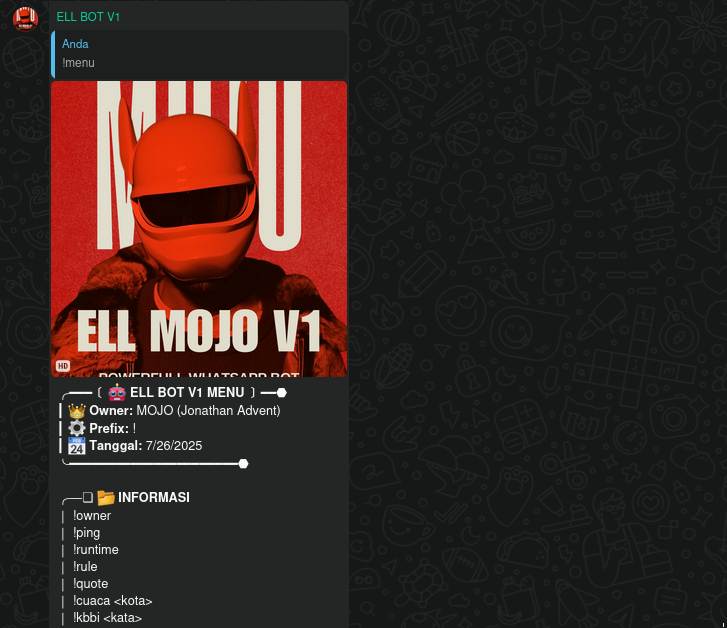 ELL BOT V1
Anda
!menu
MOJO
ELL MOJO V1
HD
POWERFULL WHATSAPP BOT
╭━━━〔 🤖 ELL BOT V1 MENU 〕━━⬣
┃ 👑 Owner: MOJO (Jonathan Advent)
┃ ⚙️ Prefix: !
┃ 📅 Tanggal: 7/26/2025
╰━━━━━━━━━━━━━━━━━━━━━━⬣
╭──❏ 📂 INFORMASI
│ !owner
│ !ping
│ !runtime
│ !rule
│ !quote
│ !cuaca <kota>
│ !kbbi <kata>